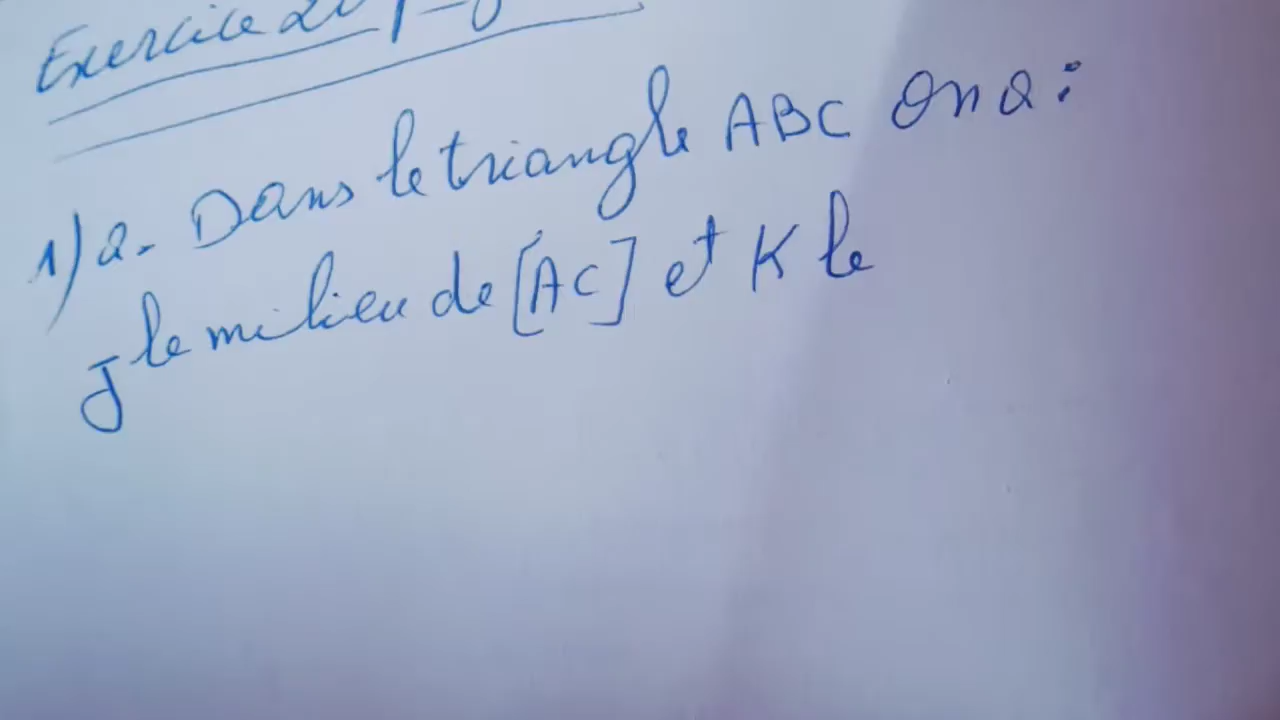 Exercice
1) a. Dans le triangle ABC On a :
J le milieu de [AC] et K le